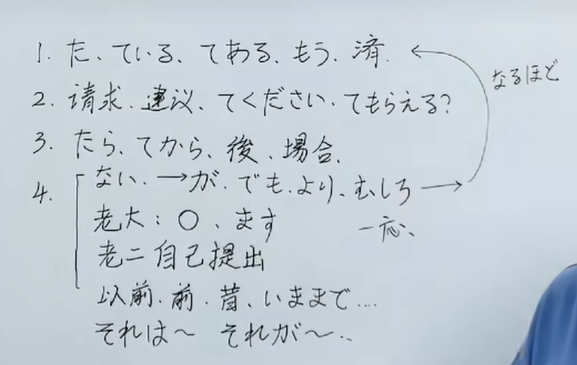 1. た、ている、てある、もう、済
なるほど
2. 请求、建议、てください、てもらえる?
3. たら、てから、後、場合、
4. ない、→が、でも、より、むしろ→
老大：○、ます
一応、
老二 自己提出
以前、前、昔、いままで....
それは～ それが～..